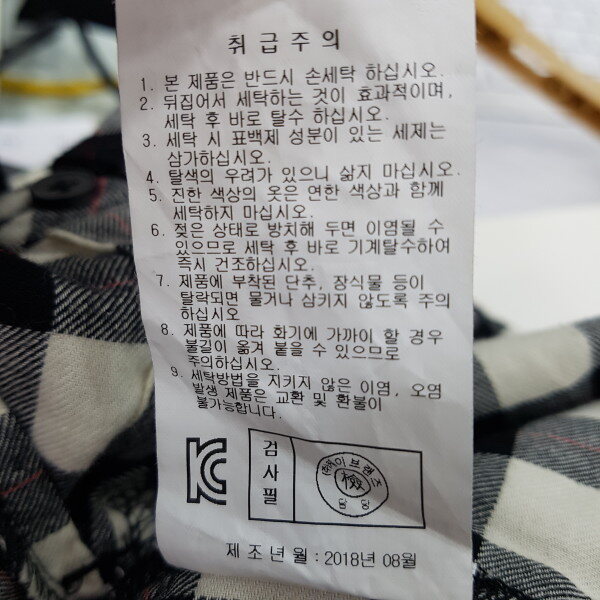 취급주의
1. 본 제품은 반드시 손세탁 하십시오.
2. 뒤집어서 세탁하는 것이 효과적이며,
세탁 후 바로 탈수 하십시오.
3. 세탁 시 표백제 성분이 있는 세제는
삼가하십시오.
4. 탈색의 우려가 있으니 삶지 마십시오.
5. 진한 색상의 옷은 연한 색상과 함께
세탁하지 마십시오.
6. 젖은 상태로 방치해 두면 이염될 수
있으므로 세탁 후 바로 기계탈수하여
즉시 건조하십시오.
7. 제품에 부착된 단추, 장식물 등이
탈락되면 물거나 삼키지 않도록 주의
하십시오
8. 제품에 따라 화기에 가까이 할 경우
불길이 옮겨 붙을 수 있으므로
주의하십시오.
9. 세탁방법을 지키지 않은 이염, 오염
발생 제품은 교환 및 환불이
불가능합니다.
KC
검사필
檢
담당
제조년월 : 2018년 08월